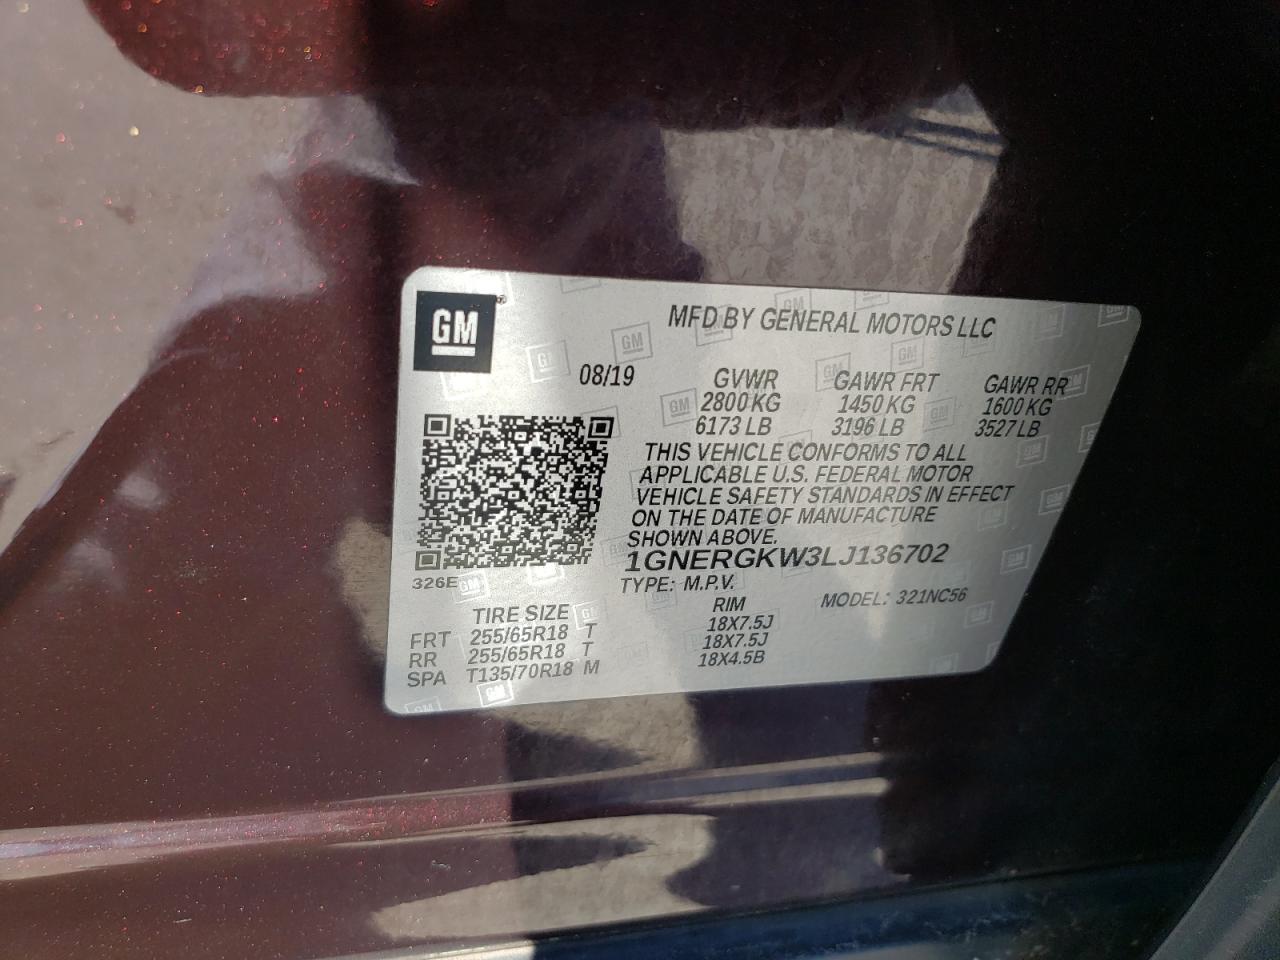 GM
MFD BY GENERAL MOTORS LLC
08/19 GVWR GAWR FRT GAWR RR
2800 KG 1450 KG 1600 KG
6173 LB 3196 LB 3527 LB
THIS VEHICLE CONFORMS TO ALL
APPLICABLE U.S. FEDERAL MOTOR
VEHICLE SAFETY STANDARDS IN EFFECT
ON THE DATE OF MANUFACTURE
SHOWN ABOVE.
1GNERGKW3LJ136702
326E TYPE: M.P.V. MODEL: 321NC56
TIRE SIZE RIM
FRT 255/65R18 T 18X7.5J
RR 255/65R18 T 18X7.5J
SPA T135/70R18 M 18X4.5B